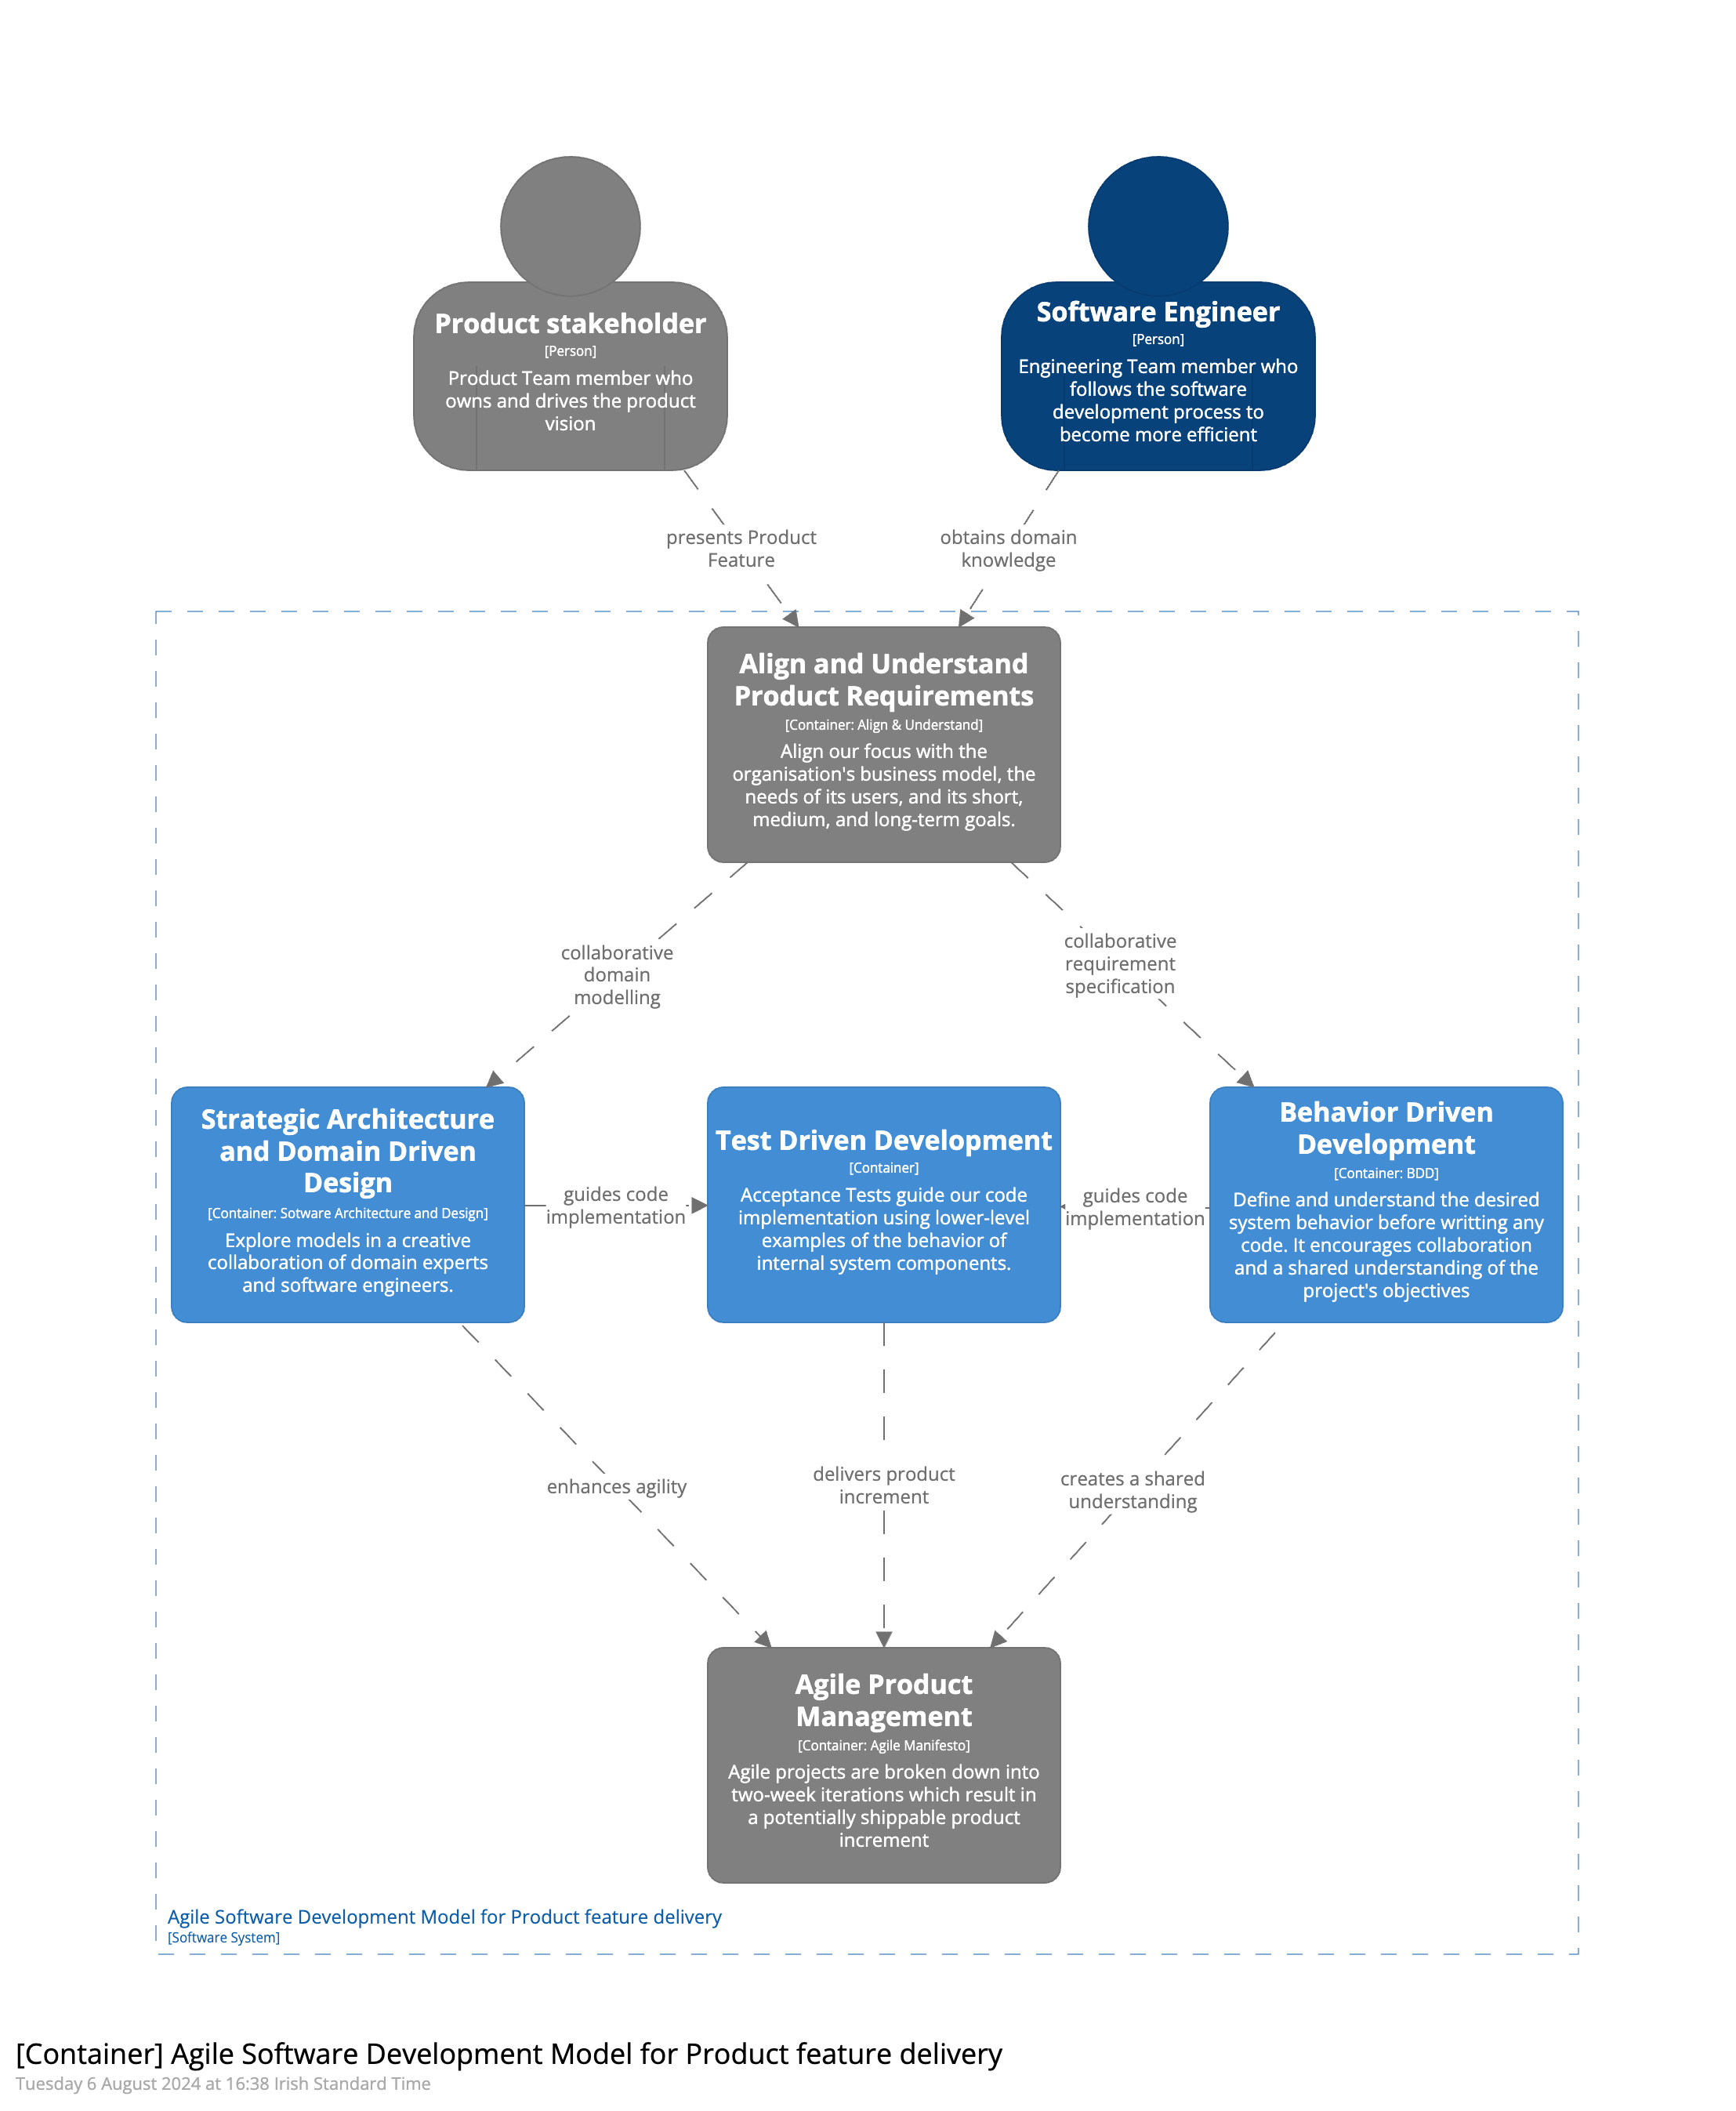 Product stakeholder
[Person]
Product Team member who
owns and drives the product
vision
Software Engineer
[Person]
Engineering Team member who
follows the software
development process to
become more efficient
presents Product
Feature
obtains domain
knowledge
Align and Understand
Product Requirements
[Container: Align & Understand]
Align our focus with the
organisation's business model, the
needs of its users, and its short,
medium, and long-term goals.
collaborative
domain
modelling
collaborative
requirement
specification
Strategic Architecture
and Domain Driven
Design
[Container: Sotware Architecture and Design]
Explore models in a creative
collaboration of domain experts
and software engineers.
guides code
implementation
Test Driven Development
[Container]
Acceptance Tests guide our code
implementation using lower-level
examples of the behavior of
internal system components.
guides code
implementation
Behavior Driven
Development
[Container: BDD]
Define and understand the desired
system behavior before writting any
code. It encourages collaboration
and a shared understanding of the
project's objectives
enhances agility
delivers product
increment
creates a shared
understanding
Agile Product
Management
[Container: Agile Manifesto]
Agile projects are broken down into
two-week iterations which result in
a potentially shippable product
increment
Agile Software Development Model for Product feature delivery
[Software System]
[Container] Agile Software Development Model for Product feature delivery
Tuesday 6 August 2024 at 16:38 Irish Standard Time